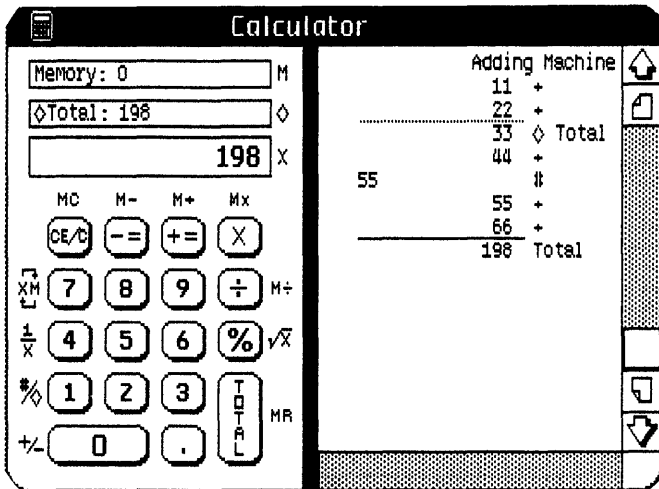 Calculator
Memory: 0 M
◊Total: 198 ◊
198 X
MC M- M+ Mx
CE/C -= += X
XM 7 8 9 ÷ M÷
1/X 4 5 6 % √X
#/◊ 1 2 3 TOTAL MR
+/- 0 .
Adding Machine
11 +
22 +
33 ◊ Total
44 +
55 #
55 +
66 +
198 Total